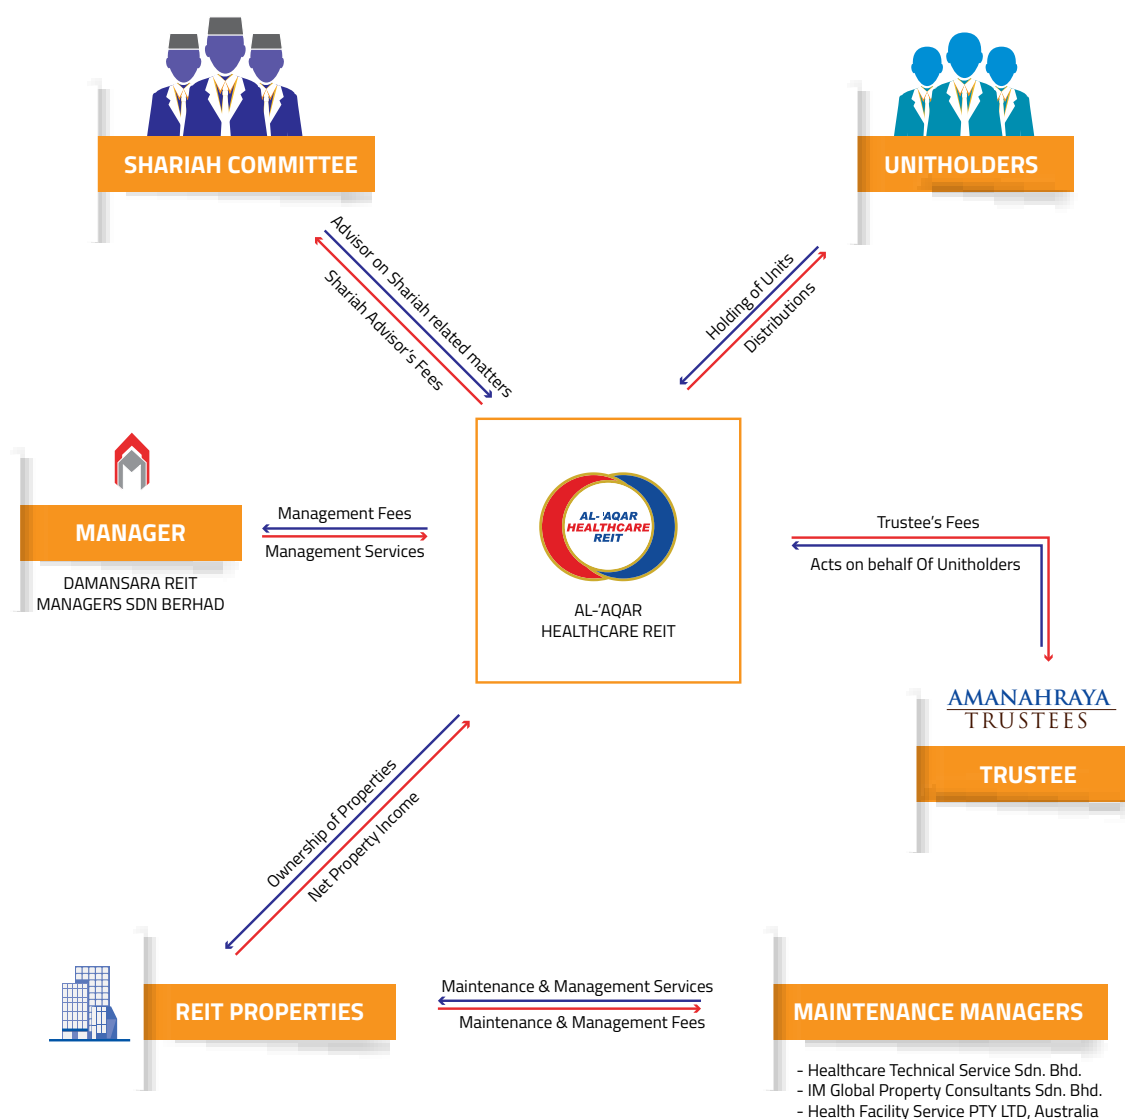 SHARIAH COMMITTEE
UNITHOLDERS
Advisor on Shariah related matters
Shariah Advisor's Fees
Holding of Units
Distributions
MANAGER
DAMANSARA REIT
MANAGERS SDN BERHAD
Management Fees
Management Services
AL-'AQAR
HEALTHCARE
REIT
AL-'AQAR
HEALTHCARE REIT
Trustee's Fees
Acts on behalf Of Unitholders
AMANAHRAYA
TRUSTEES
TRUSTEE
Ownership of Properties
Net Property Income
REIT PROPERTIES
Maintenance & Management Services
Maintenance & Management Fees
MAINTENANCE MANAGERS
- Healthcare Technical Service Sdn. Bhd.
- IM Global Property Consultants Sdn. Bhd.
- Health Facility Service PTY LTD, Australia